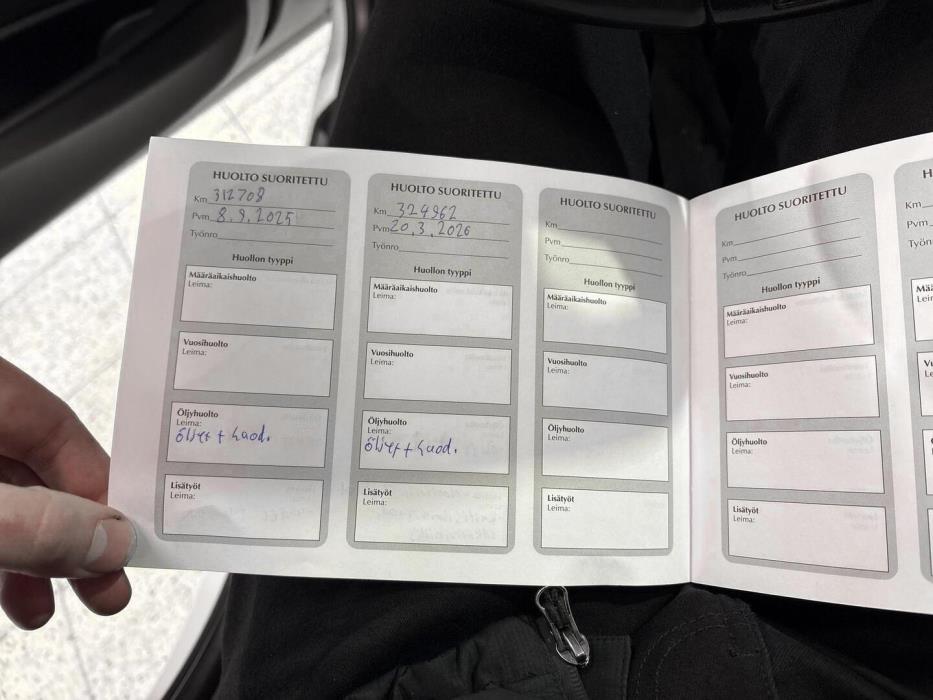 HUOLTO SUORITETTU
Km 312708
Pvm 8.9.2025
Työnro
Huollon tyyppi
Määräaikaishuolto
Leima:
Vuosihuolto
Leima:
Öljyhuolto
Leima:
öljyt + suod.
Lisätyöt
Leima:
HUOLTO SUORITETTU
Km 324962
Pvm 20.3.2026
Työnro
Huollon tyyppi
Määräaikaishuolto
Leima:
Vuosihuolto
Leima:
Öljyhuolto
Leima:
öljyt + suod.
Lisätyöt
Leima:
HUOLTO SUORITETTU
Km
Pvm
Työnro
Huollon tyyppi
Määräaikaishuolto
Leima:
Vuosihuolto
Leima:
Öljyhuolto
Leima:
Lisätyöt
Leima:
HUOLTO SUORITETTU
Km
Pvm
Työnro
Huollon tyyppi
Määräaikaishuolto
Leima:
Vuosihuolto
Leima:
Öljyhuolto
Leima:
Lisätyöt
Leima:
Km
Pvm